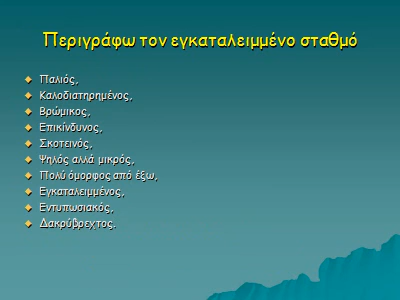 Περιγράφω τον εγκαταλειμμένο σταθμό
Παλιός,
Καλοδιατηρημένος,
Βρώμικος,
Επικίνδυνος,
Σκοτεινός,
Ψηλός αλλά μικρός,
Πολύ όμορφος από έξω,
Εγκαταλειμμένος,
Εντυπωσιακός,
Δακρύβρεχτος.